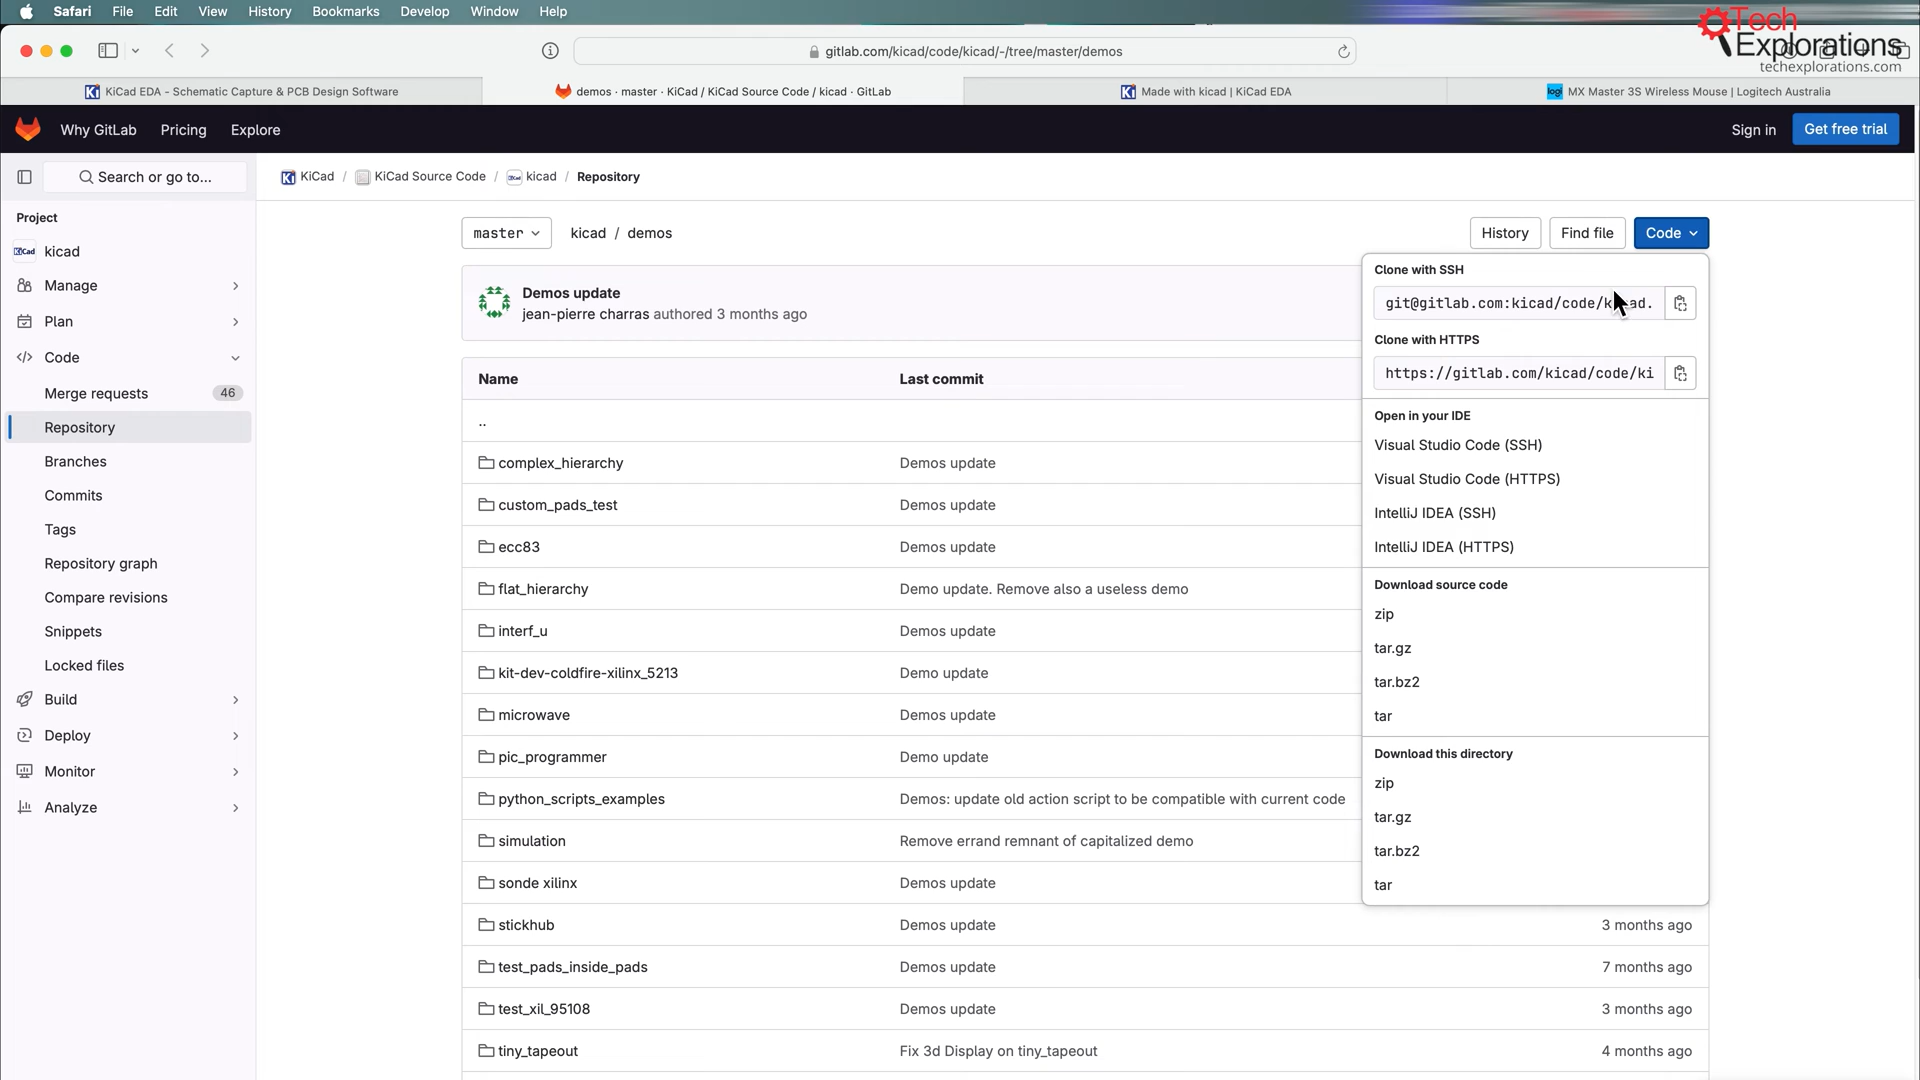 Safari File Edit View History Bookmarks Develop Window Help
Tech
Explorations
techexplorations.com
gitlab.com/kicad/code/kicad/-/tree/master/demos
KiCad EDA - Schematic Capture & PCB Design Software
demos · master · KiCad / KiCad Source Code / kicad · GitLab
Made with kicad | KiCad EDA
MX Master 3S Wireless Mouse | Logitech Australia
Why GitLab Pricing Explore Sign in Get free trial
Search or go to...
KiCad / KiCad Source Code / kicad / Repository
Project
kicad
Manage
Plan
Code
Merge requests 46
Repository
Branches
Commits
Tags
Repository graph
Compare revisions
Snippets
Locked files
Build
Deploy
Monitor
Analyze
master kicad / demos History Find file Code
Demos update
jean-pierre charras authored 3 months ago
Name Last commit
..
complex_hierarchy Demos update
custom_pads_test Demos update
ecc83 Demos update
flat_hierarchy Demo update. Remove also a useless demo
interf_u Demos update
kit-dev-coldfire-xilinx_5213 Demo update
microwave Demos update
pic_programmer Demo update
python_scripts_examples Demos: update old action script to be compatible with current code
simulation Remove errand remnant of capitalized demo
sonde xilinx Demos update
stickhub Demos update 3 months ago
test_pads_inside_pads Demos update 7 months ago
test_xil_95108 Demos update 3 months ago
tiny_tapeout Fix 3d Display on tiny_tapeout 4 months ago
Clone with SSH
git@gitlab.com:kicad/code/kicad.
Clone with HTTPS
https://gitlab.com/kicad/code/ki
Open in your IDE
Visual Studio Code (SSH)
Visual Studio Code (HTTPS)
IntelliJ IDEA (SSH)
IntelliJ IDEA (HTTPS)
Download source code
zip
tar.gz
tar.bz2
tar
Download this directory
zip
tar.gz
tar.bz2
tar